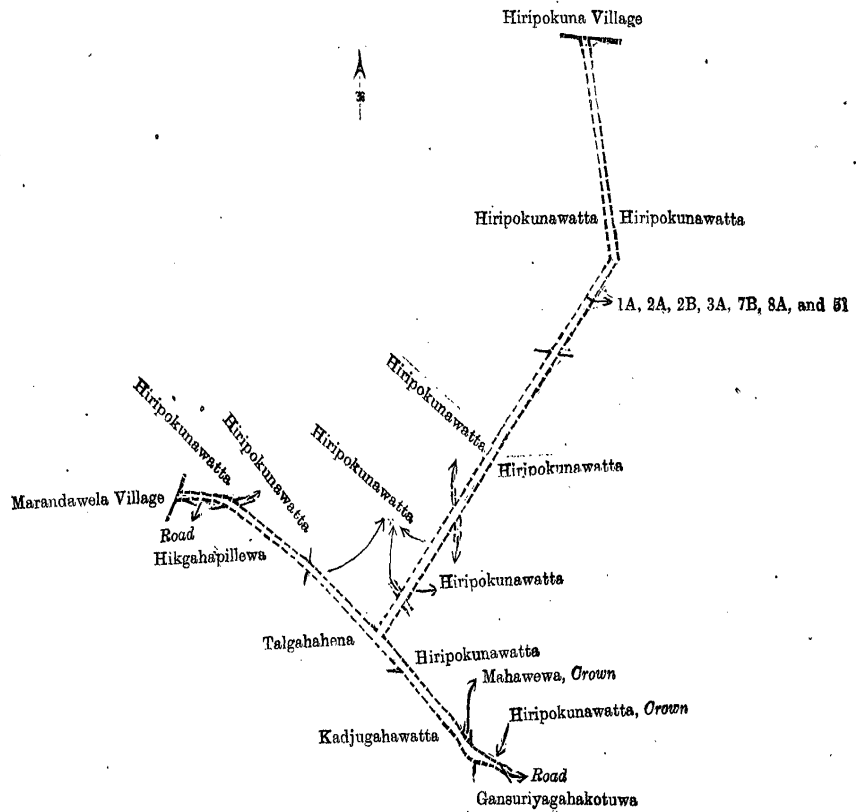 Hiripokuna Village
36
Hiripokunawatta
Hiripokunawatta
1A, 2A, 2B, 3A, 7B, 8A, and 51
Hiripokunawatta
Hiripokunawatta
Hiripokunawatta
Hiripokunawatta
Hiripokunawatta
Marandawela Village
Road
Hikgahapillewa
Hiripokunawatta
Talgahahena
Hiripokunawatta
Mahawewa, Crown
Hiripokunawatta, Crown
Kadjugahawatta
Road
Gansuriyagahakotuwa